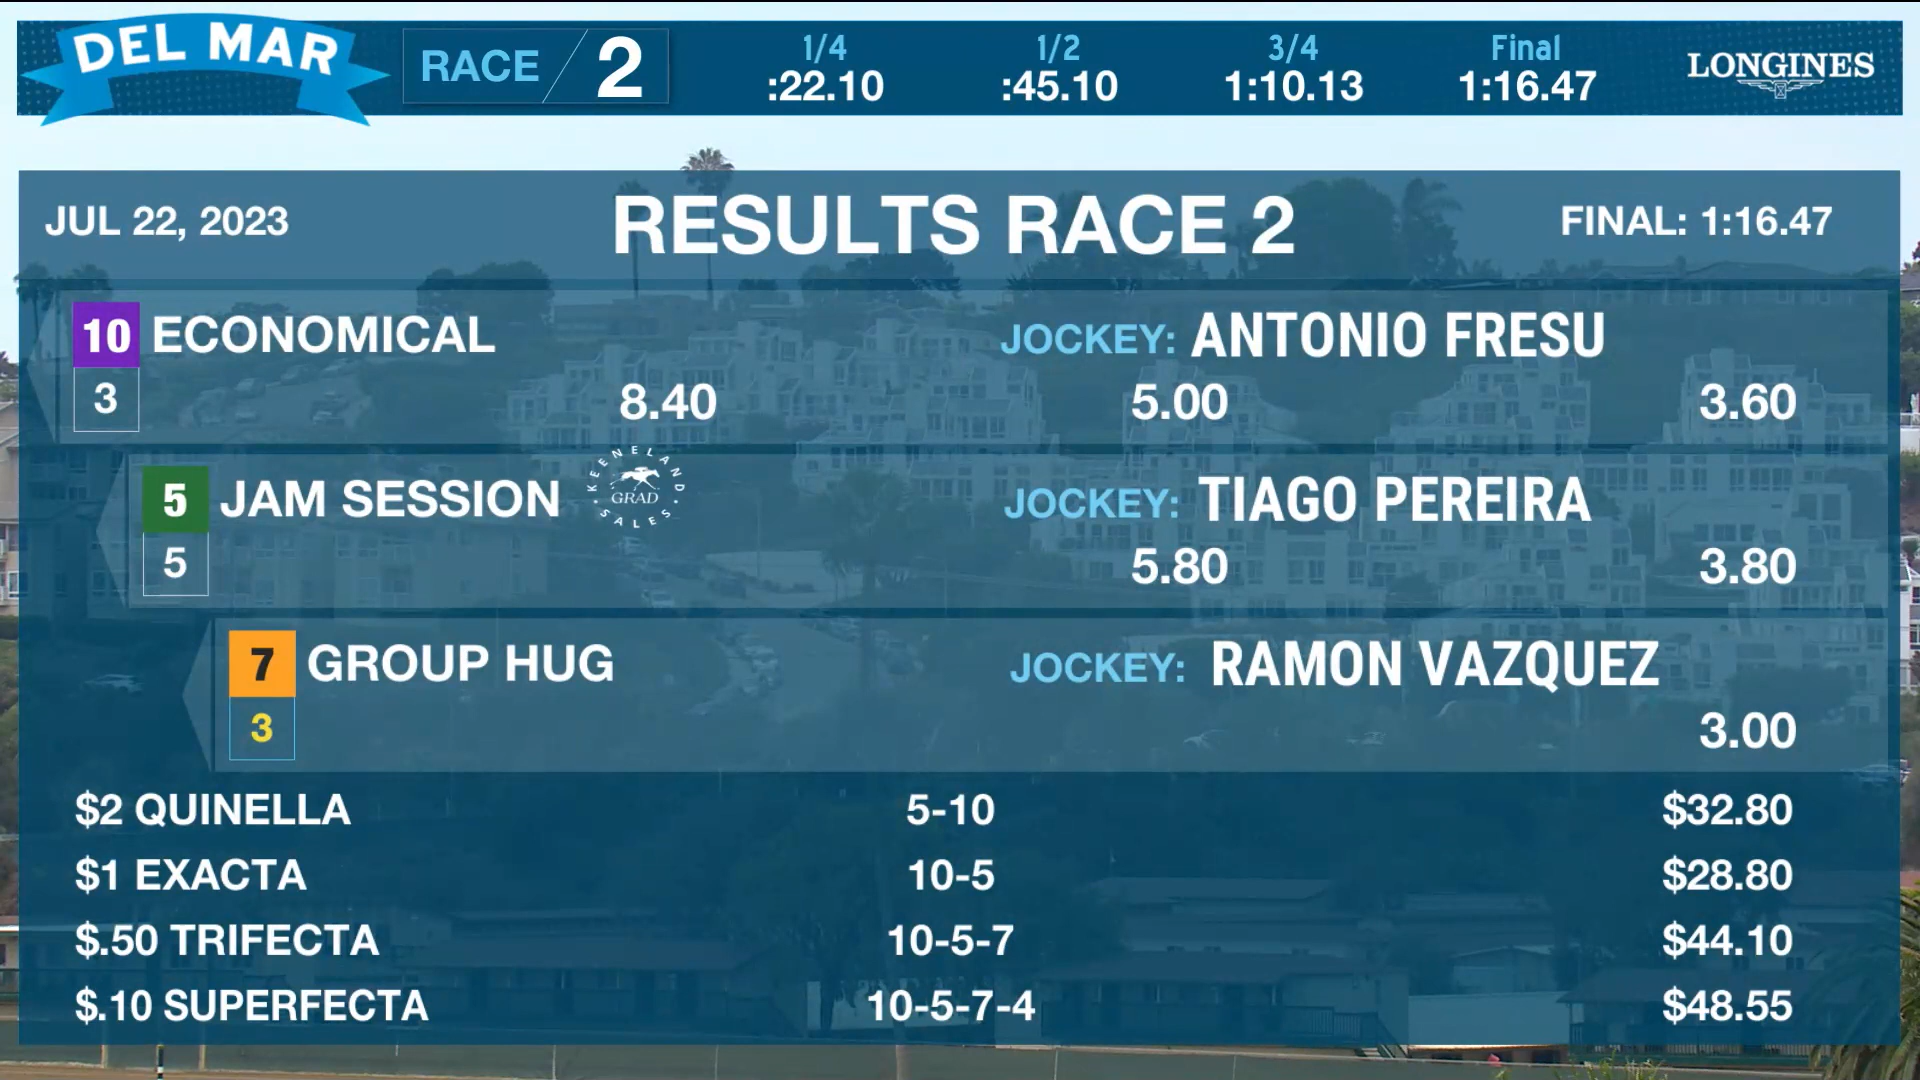 DEL MAR
RACE / 2
1/4 1/2 3/4 Final
:22.10 :45.10 1:10.13 1:16.47
LONGINES
JUL 22, 2023 RESULTS RACE 2 FINAL: 1:16.47
10 ECONOMICAL JOCKEY: ANTONIO FRESU
3 8.40 5.00 3.60
KEENELAND GRAD SALES
5 JAM SESSION JOCKEY: TIAGO PEREIRA
5 5.80 3.80
7 GROUP HUG JOCKEY: RAMON VAZQUEZ
3 3.00
$2 QUINELLA 5-10 $32.80
$1 EXACTA 10-5 $28.80
$.50 TRIFECTA 10-5-7 $44.10
$.10 SUPERFECTA 10-5-7-4 $48.55